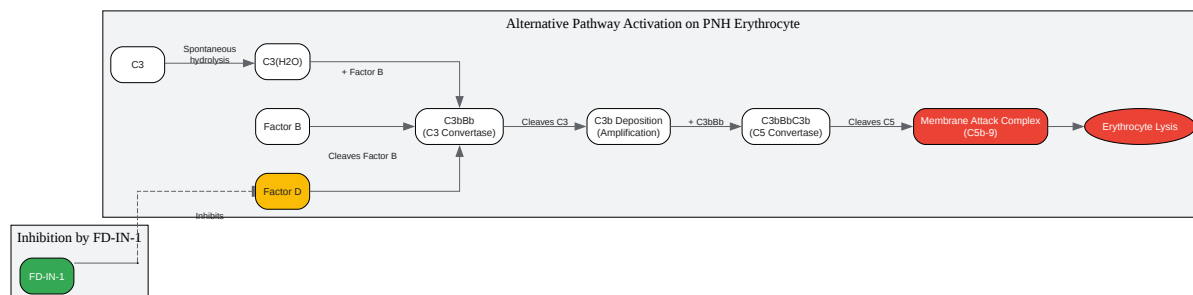 Alternative Pathway Activation on PNH Erythrocyte
C3
Spontaneous
hydrolysis
C3(H2O)
+ Factor B
Factor B
C3bBb
(C3 Convertase)
Cleaves C3
C3b Deposition
(Amplification)
+ C3bBb
C3bBbC3b
(C5 Convertase)
Cleaves C5
Membrane Attack Complex
(C5b-9)
Erythrocyte Lysis
Cleaves Factor B
Factor D
Inhibits
Inhibition by FD-IN-1
FD-IN-1